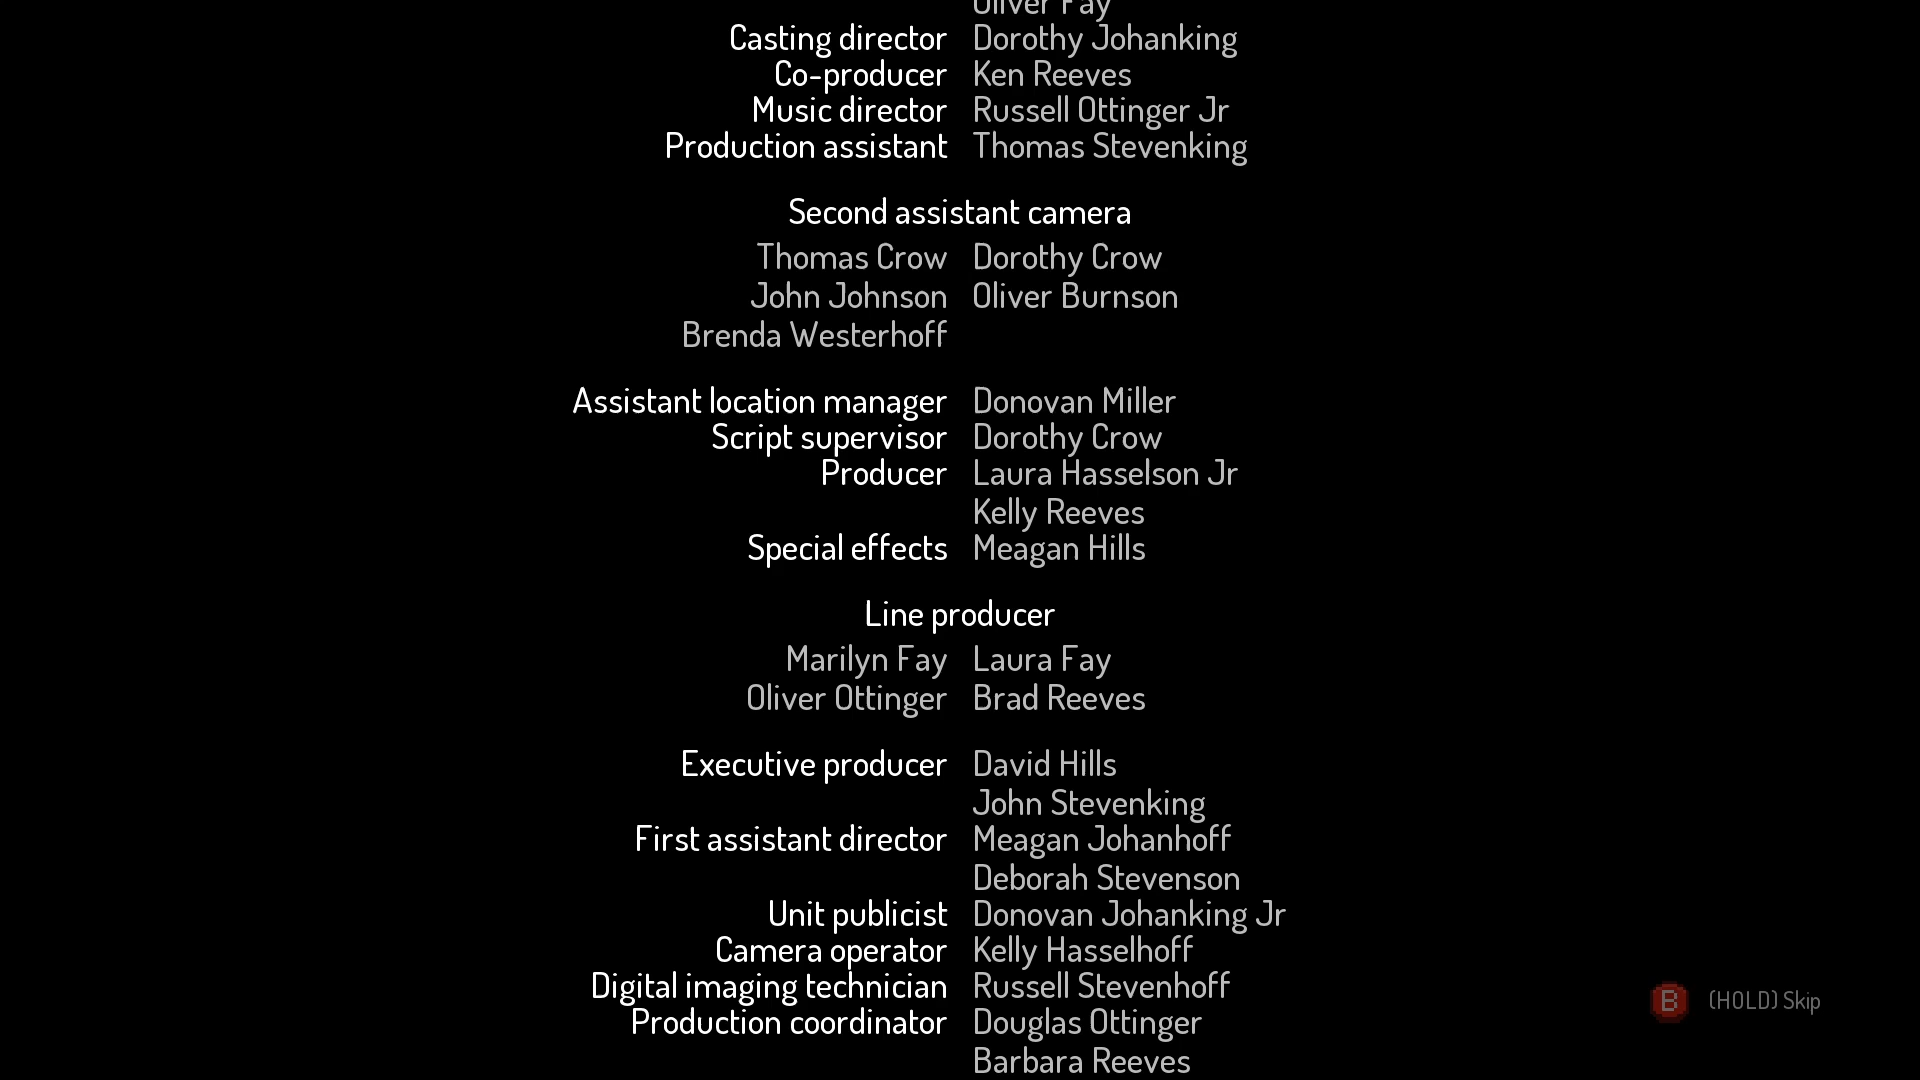 Oliver Fay
Casting director Dorothy Johanking
Co-producer Ken Reeves
Music director Russell Ottinger Jr
Production assistant Thomas Stevenking
Second assistant camera
Thomas Crow Dorothy Crow
John Johnson Oliver Burnson
Brenda Westerhoff
Assistant location manager Donovan Miller
Script supervisor Dorothy Crow
Producer Laura Hasselson Jr
Kelly Reeves
Special effects Meagan Hills
Line producer
Marilyn Fay Laura Fay
Oliver Ottinger Brad Reeves
Executive producer David Hills
John Stevenking
First assistant director Meagan Johanhoff
Deborah Stevenson
Unit publicist Donovan Johanking Jr
Camera operator Kelly Hasselhoff
Digital imaging technician Russell Stevenhoff
B (HOLD) Skip
Production coordinator Douglas Ottinger
Barbara Reeves